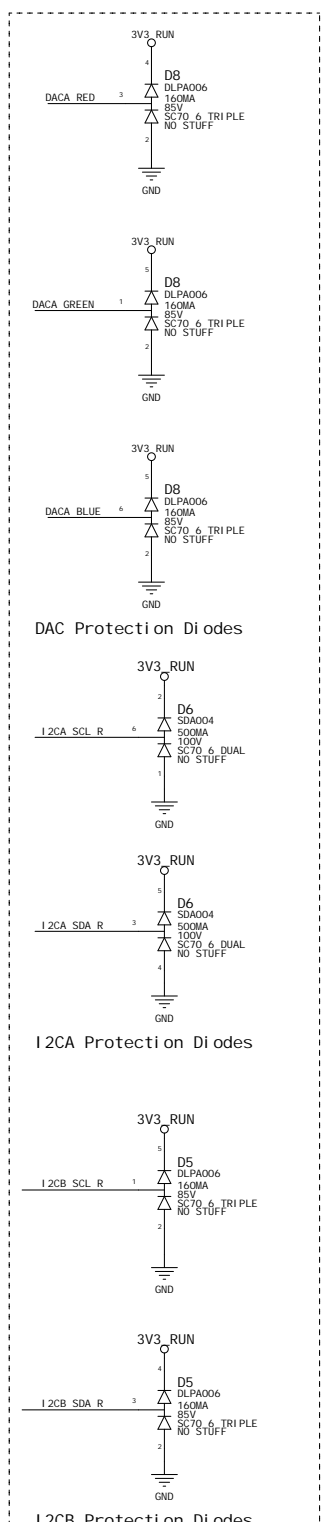 3V3_RUN
4
D8
DLPA006
160MA
85V
SC70_6_TRIPLE
NO STUFF
DACA_RED 3
2
GND
3V3_RUN
5
D8
DLPA006
160MA
85V
SC70_6_TRIPLE
NO STUFF
DACA_GREEN 1
2
GND
3V3_RUN
5
D8
DLPA006
160MA
85V
SC70_6_TRIPLE
NO STUFF
DACA_BLUE 6
2
GND
DAC Protection Diodes
3V3_RUN
2
D6
SDA004
500MA
100V
SC70_6_DUAL
NO STUFF
I2CA_SCL_R 6
1
GND
3V3_RUN
5
D6
SDA004
500MA
100V
SC70_6_DUAL
NO STUFF
I2CA_SDA_R 3
4
GND
I2CA Protection Diodes
3V3_RUN
5
D5
DLPA006
160MA
85V
SC70_6_TRIPLE
NO STUFF
I2CB_SCL_R 1
2
GND
3V3_RUN
4
D5
DLPA006
160MA
85V
SC70_6_TRIPLE
NO STUFF
I2CB_SDA_R 3
2
GND
I2CB Protection Diodes